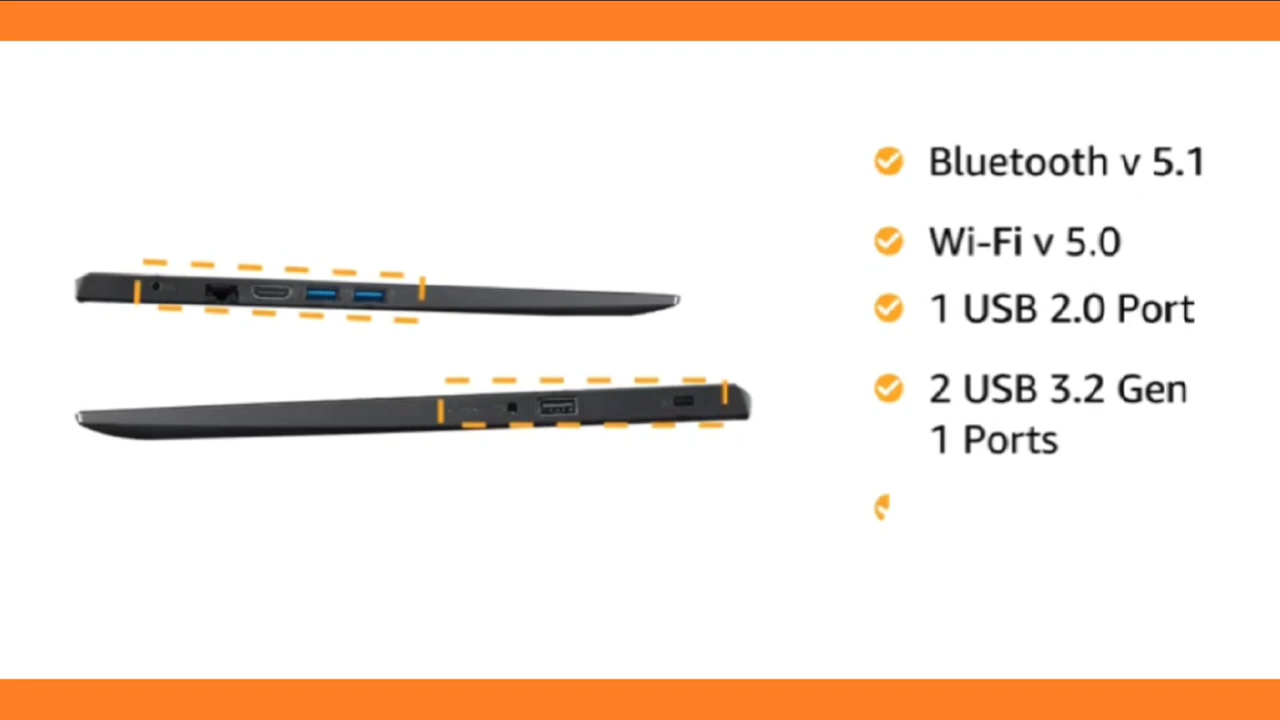 Bluetooth v 5.1
Wi-Fi v 5.0
1 USB 2.0 Port
2 USB 3.2 Gen
1 Ports